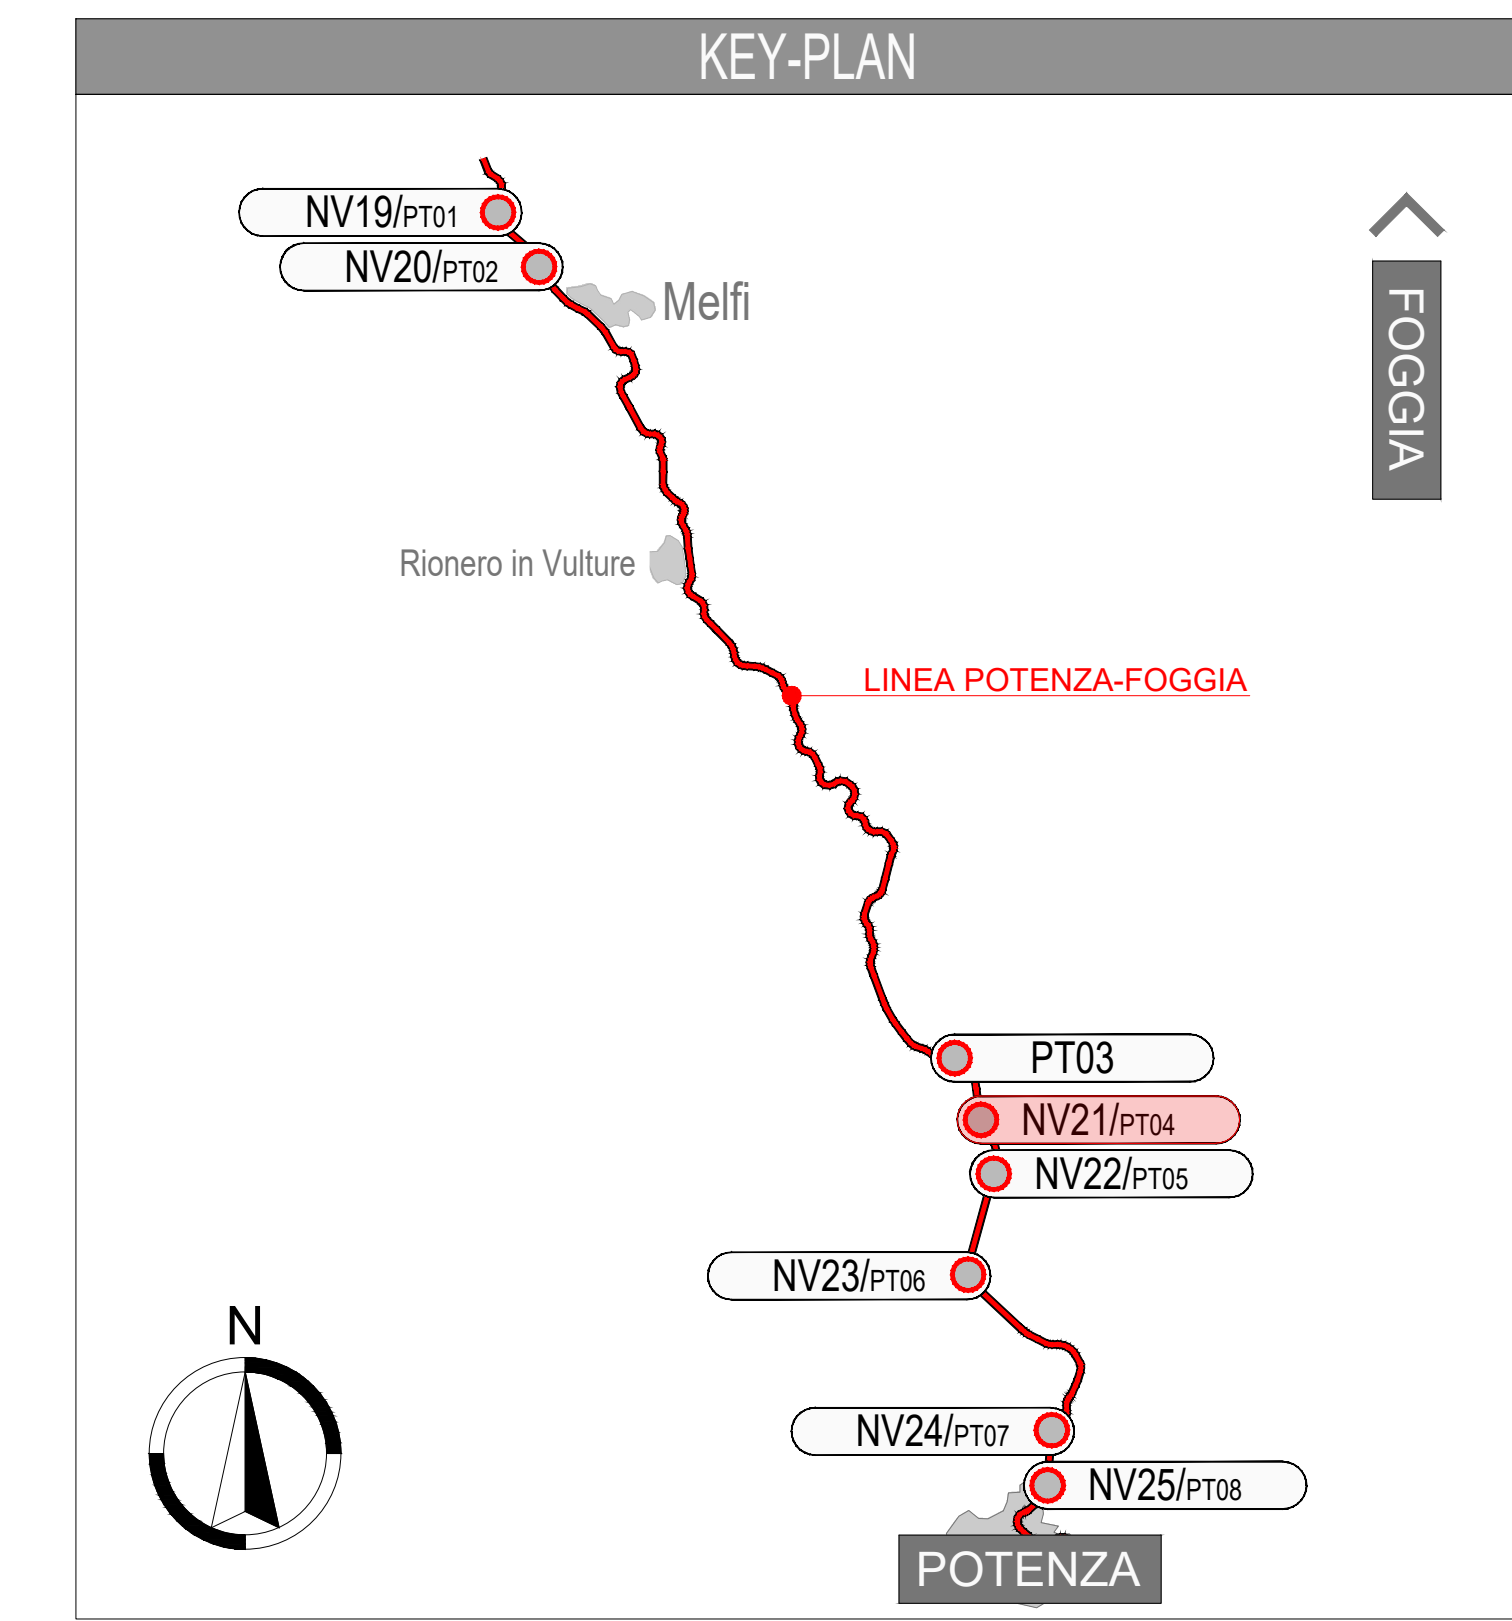 KEY-PLAN
NV19/PT01
NV20/PT02
Melfi
FOGGIA
Rionero in Vulture
LINEA POTENZA-FOGGIA
PT03
NV21/PT04
NV22/PT05
NV23/PT06
N
NV24/PT07
NV25/PT08
POTENZA